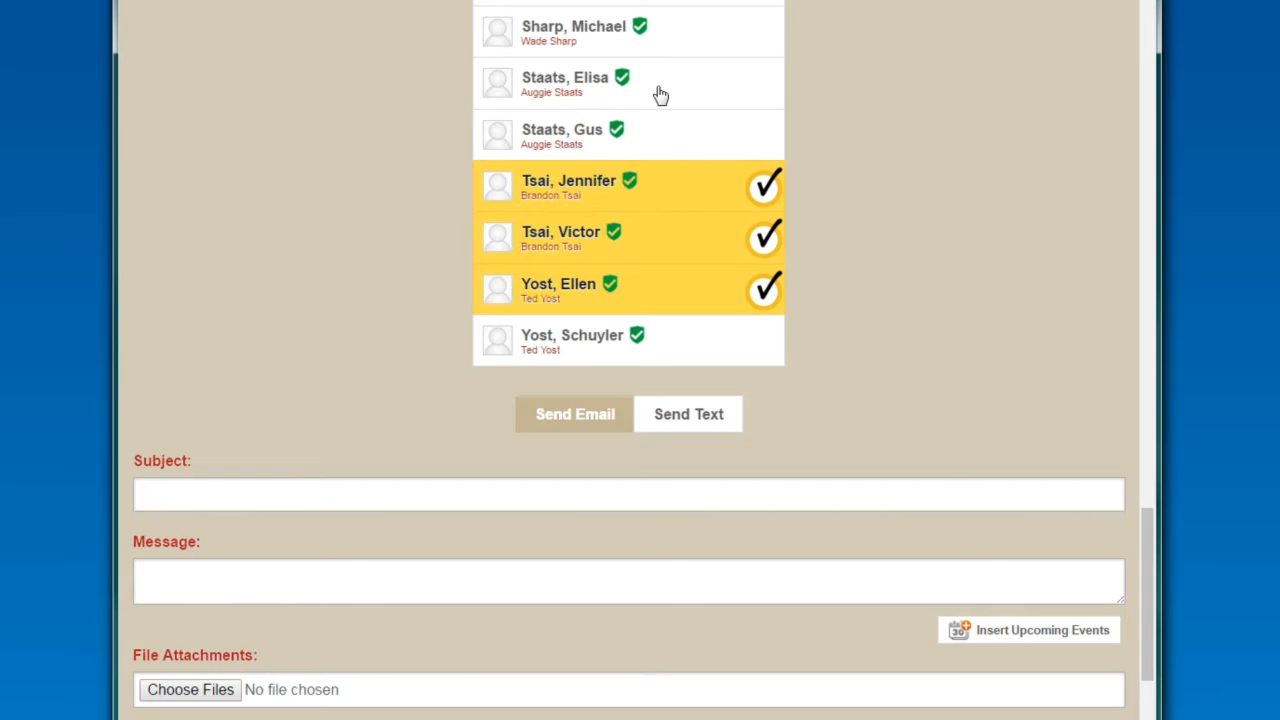 Sharp, Michael
Wade Sharp
Staats, Elisa
Auggie Staats
Staats, Gus
Auggie Staats
Tsai, Jennifer
Brandon Tsai
Tsai, Victor
Brandon Tsai
Yost, Ellen
Ted Yost
Yost, Schuyler
Ted Yost
Send Email Send Text
Subject:
Message:
30 Insert Upcoming Events
File Attachments:
Choose Files No file chosen